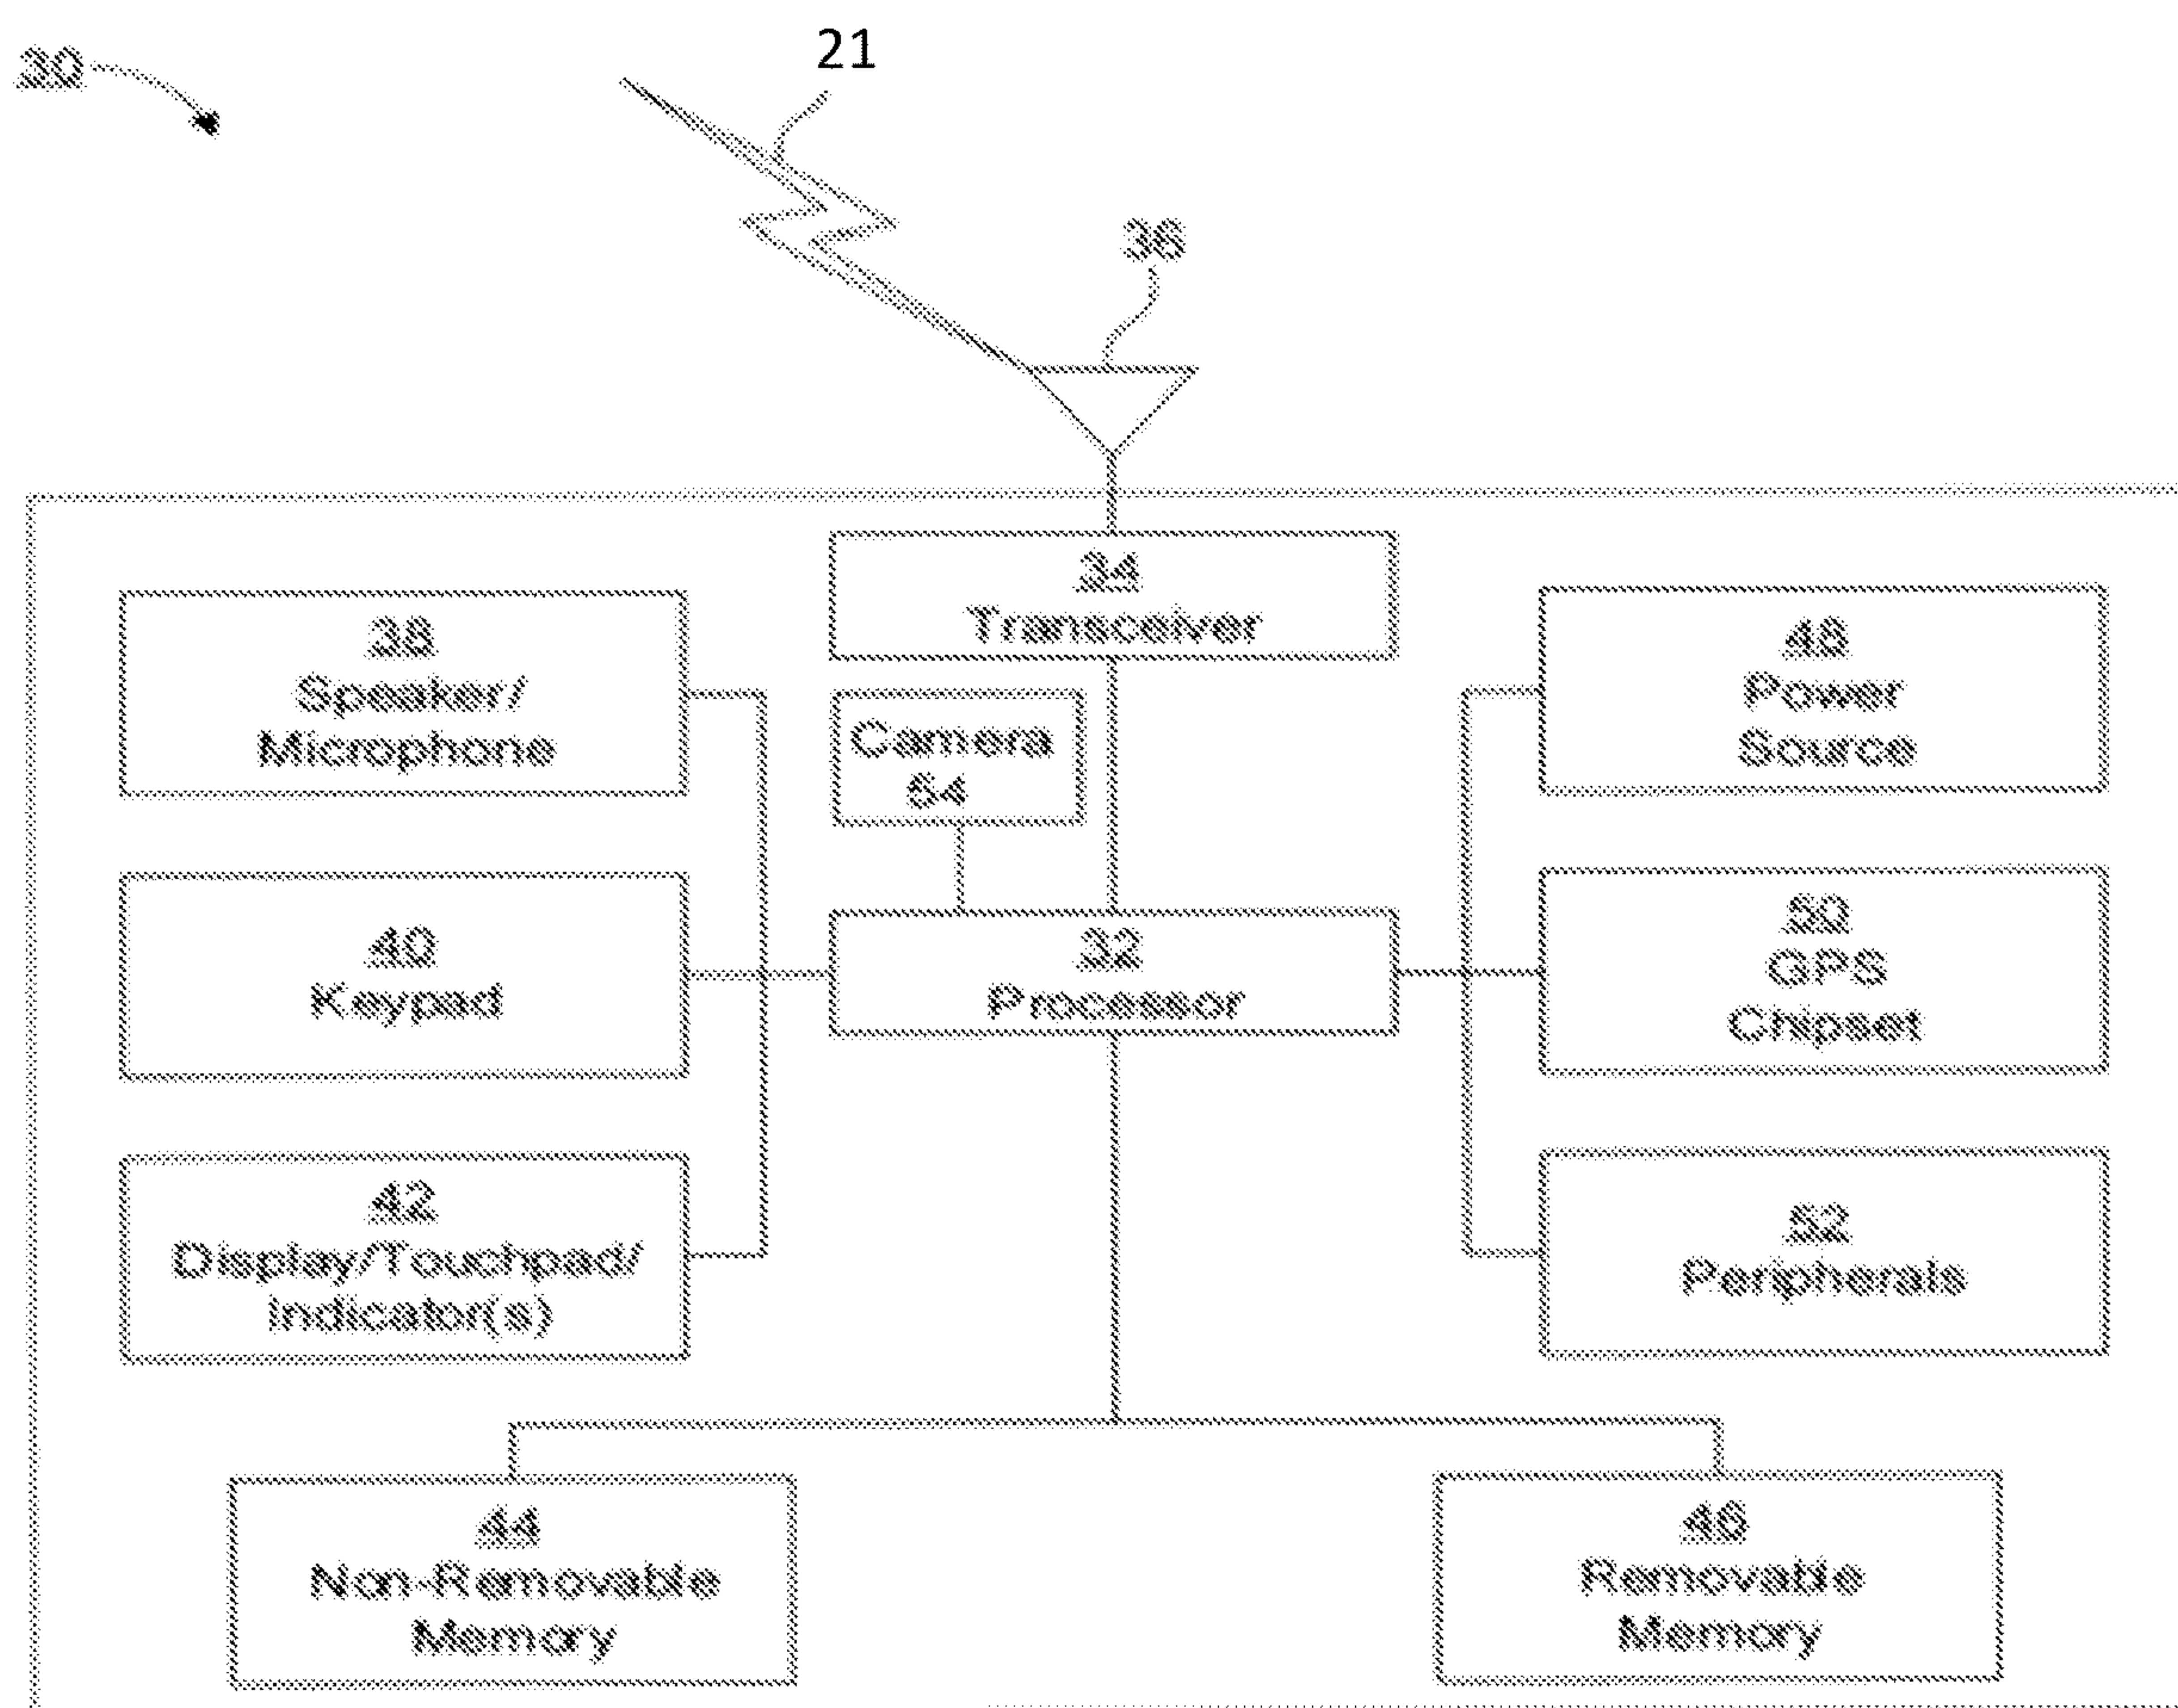 30
21
36
34
Transceiver
38
Speaker/
Microphone
48
Power
Source
Camera
54
40
Keypad
32
Processor
50
GPS
Chipset
42
Display/Touchpad/
Indicator(s)
52
Peripherals
44
Non-Removable
Memory
46
Removable
Memory